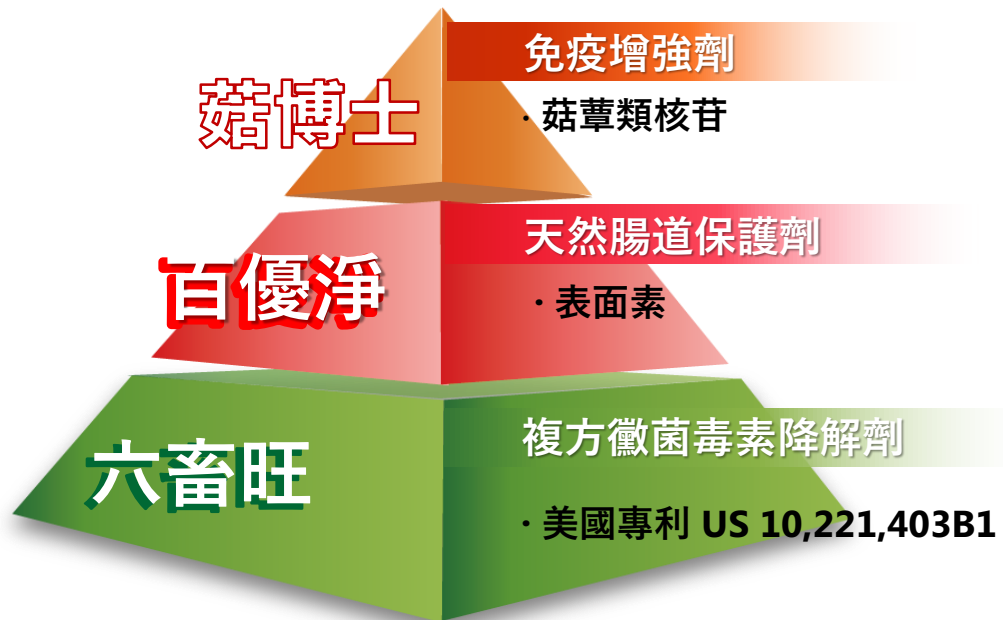 菇博士
免疫增強劑
· 菇蕈類核苷
百優淨
天然腸道保護劑
· 表面素
六畜旺
複方黴菌毒素降解劑
· 美國專利 US 10,221,403B1